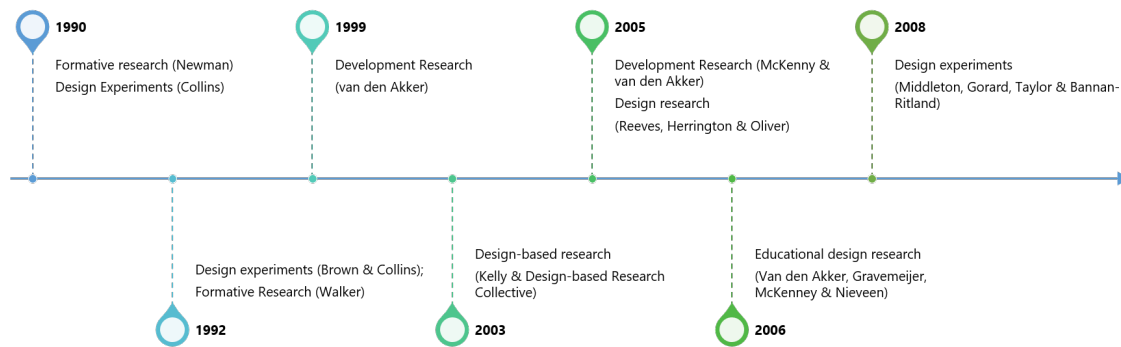 1990
Formative research (Newman)
Design Experiments (Collins)
1999
Development Research
(van den Akker)
2005
Development Research (McKenny &
van den Akker)
Design research
(Reeves, Herrington & Oliver)
2008
Design experiments
(Middleton, Gorard, Taylor & Bannan-
Ritland)
Design experiments (Brown & Collins);
Formative Research (Walker)
1992
Design-based research
(Kelly & Design-based Research
Collective)
2003
Educational design research
(Van den Akker, Gravemeijer,
McKenney & Nieveen)
2006